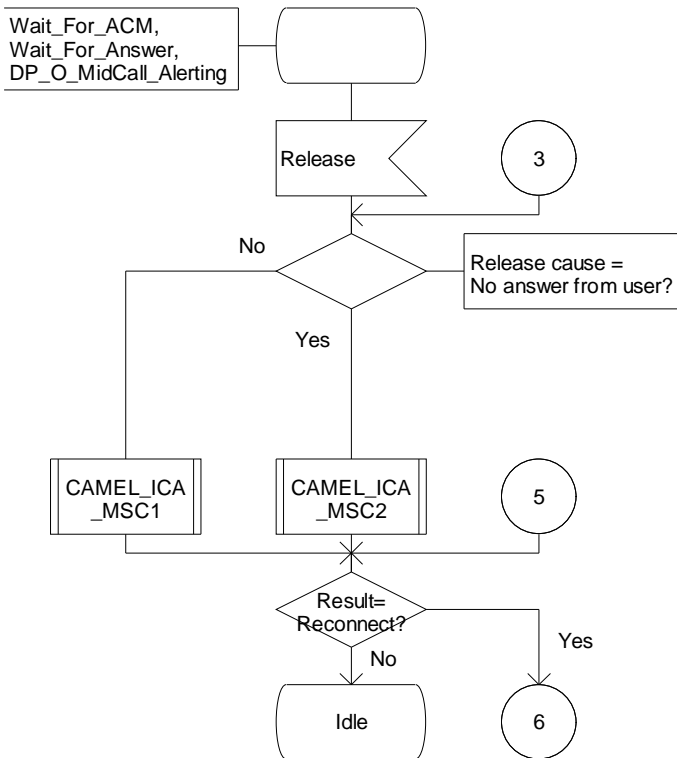 Wait_For_ACM,
Wait_For_Answer,
DP_O_MidCall_Alerting
Release
3
No
Release cause =
No answer from user?
Yes
CAMEL_ICA
_MSC1
CAMEL_ICA
_MSC2
5
Result=
Reconnect?
No
Yes
Idle
6